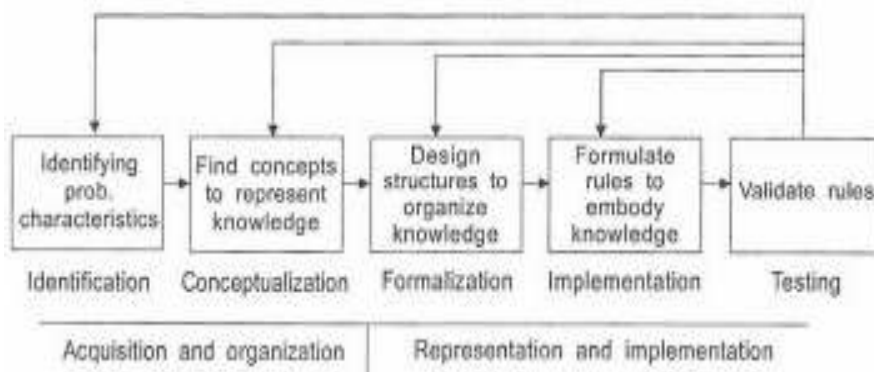 Identifying
prob.
characteristics
Find concepts
to represent
knowledge
Design
structures to
organize
knowledge
Formulate
rules to
embody
knowledge
Validate rules
Identification
Conceptualization
Formalization
Implementation
Testing
Acquisition and organization
Representation and implementation